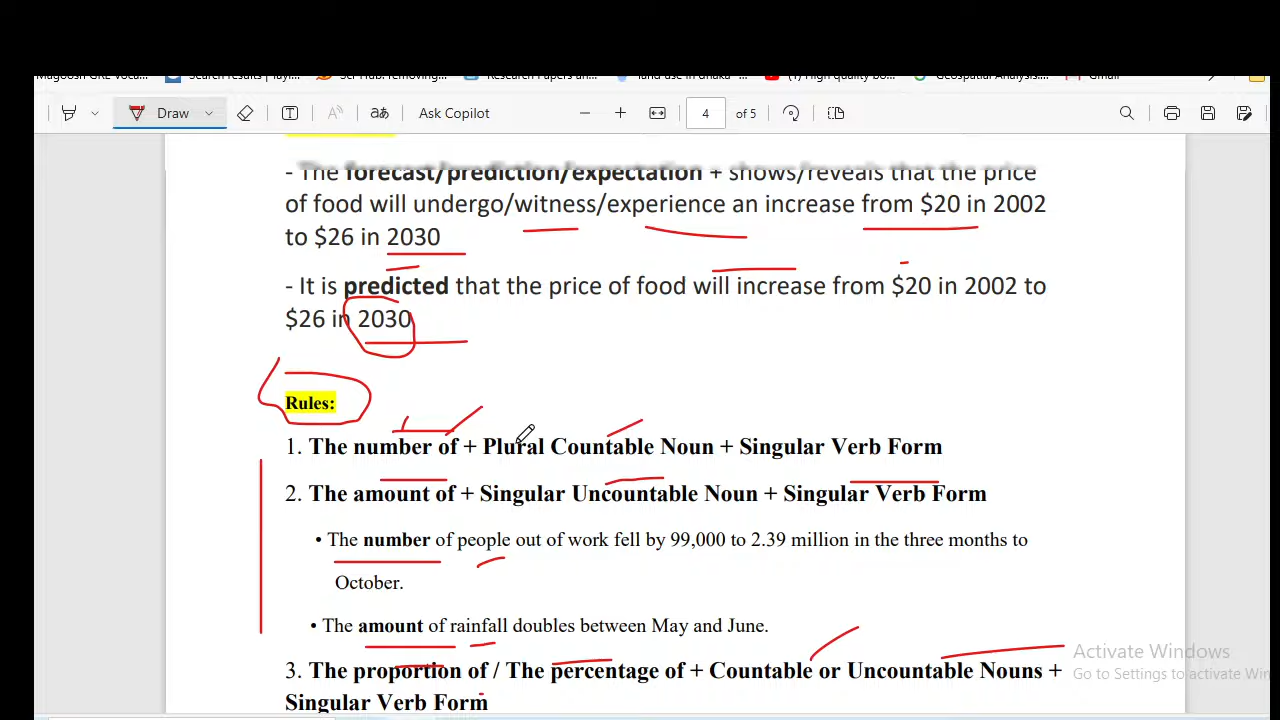 Draw
Ask Copilot
4 of 5
- The forecast/prediction/expectation + shows/reveals that the price
of food will undergo/witness/experience an increase from $20 in 2002
to $26 in 2030
- It is predicted that the price of food will increase from $20 in 2002 to
$26 in 2030
Rules:
1. The number of + Plural Countable Noun + Singular Verb Form
2. The amount of + Singular Uncountable Noun + Singular Verb Form
• The number of people out of work fell by 99,000 to 2.39 million in the three months to
October.
• The amount of rainfall doubles between May and June.
3. The proportion of / The percentage of + Countable or Uncountable Nouns +
Singular Verb Form
Activate Windows
Go to Settings to activate Win